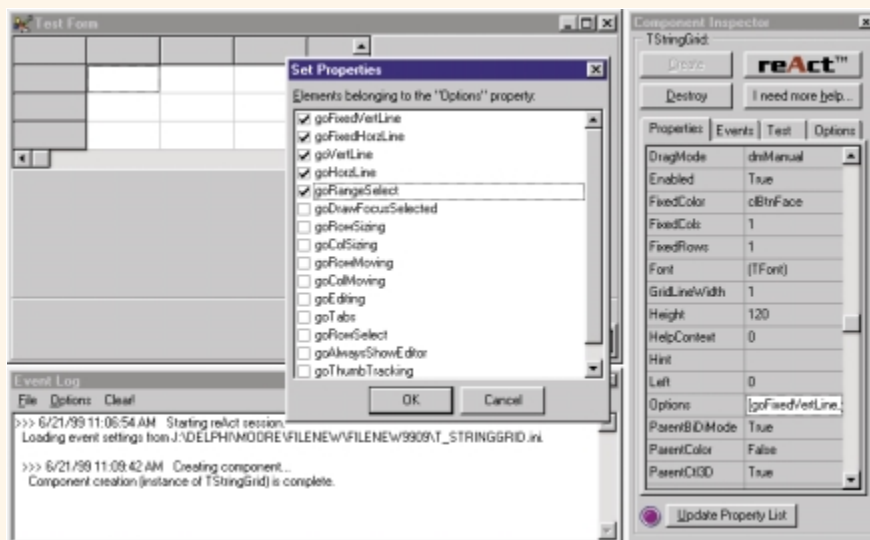 Test Form
Set Properties
Elements belonging to the "Options" property:
goFixedVertLine
goFixedHorzLine
goVertLine
goHorzLine
goRangeSelect
goDrawFocusSelected
goRowSizing
goColSizing
goRowMoving
goColMoving
goEditing
goTabs
goRowSelect
goAlwaysShowEditor
goThumbTracking
OK
Cancel
Event Log
File Options Clear!
>>> 6/21/99 11:06:54 AM Starting reAct session.
Loading event settings from J:\DELPHI\MOORE\FILENEW\FILENEW9909\T_STRINGGRID.ini.
>>> 6/21/99 11:09:42 AM Creating component...
Component creation (instance of TStringGrid) is complete.
Component Inspector
TStringGrid:
Create
reAct™
Destroy
I need more help...
Properties Events Test Options
DragMode dmManual
Enabled True
FixedColor clBtnFace
FixedCols 1
FixedRows 1
Font (TFont)
GridLineWidth 1
Height 120
HelpContext 0
Hint
Left 0
Options [goFixedVertLine,
ParentBiDiMode True
ParentColor False
ParentCtl3D True
Update Property List